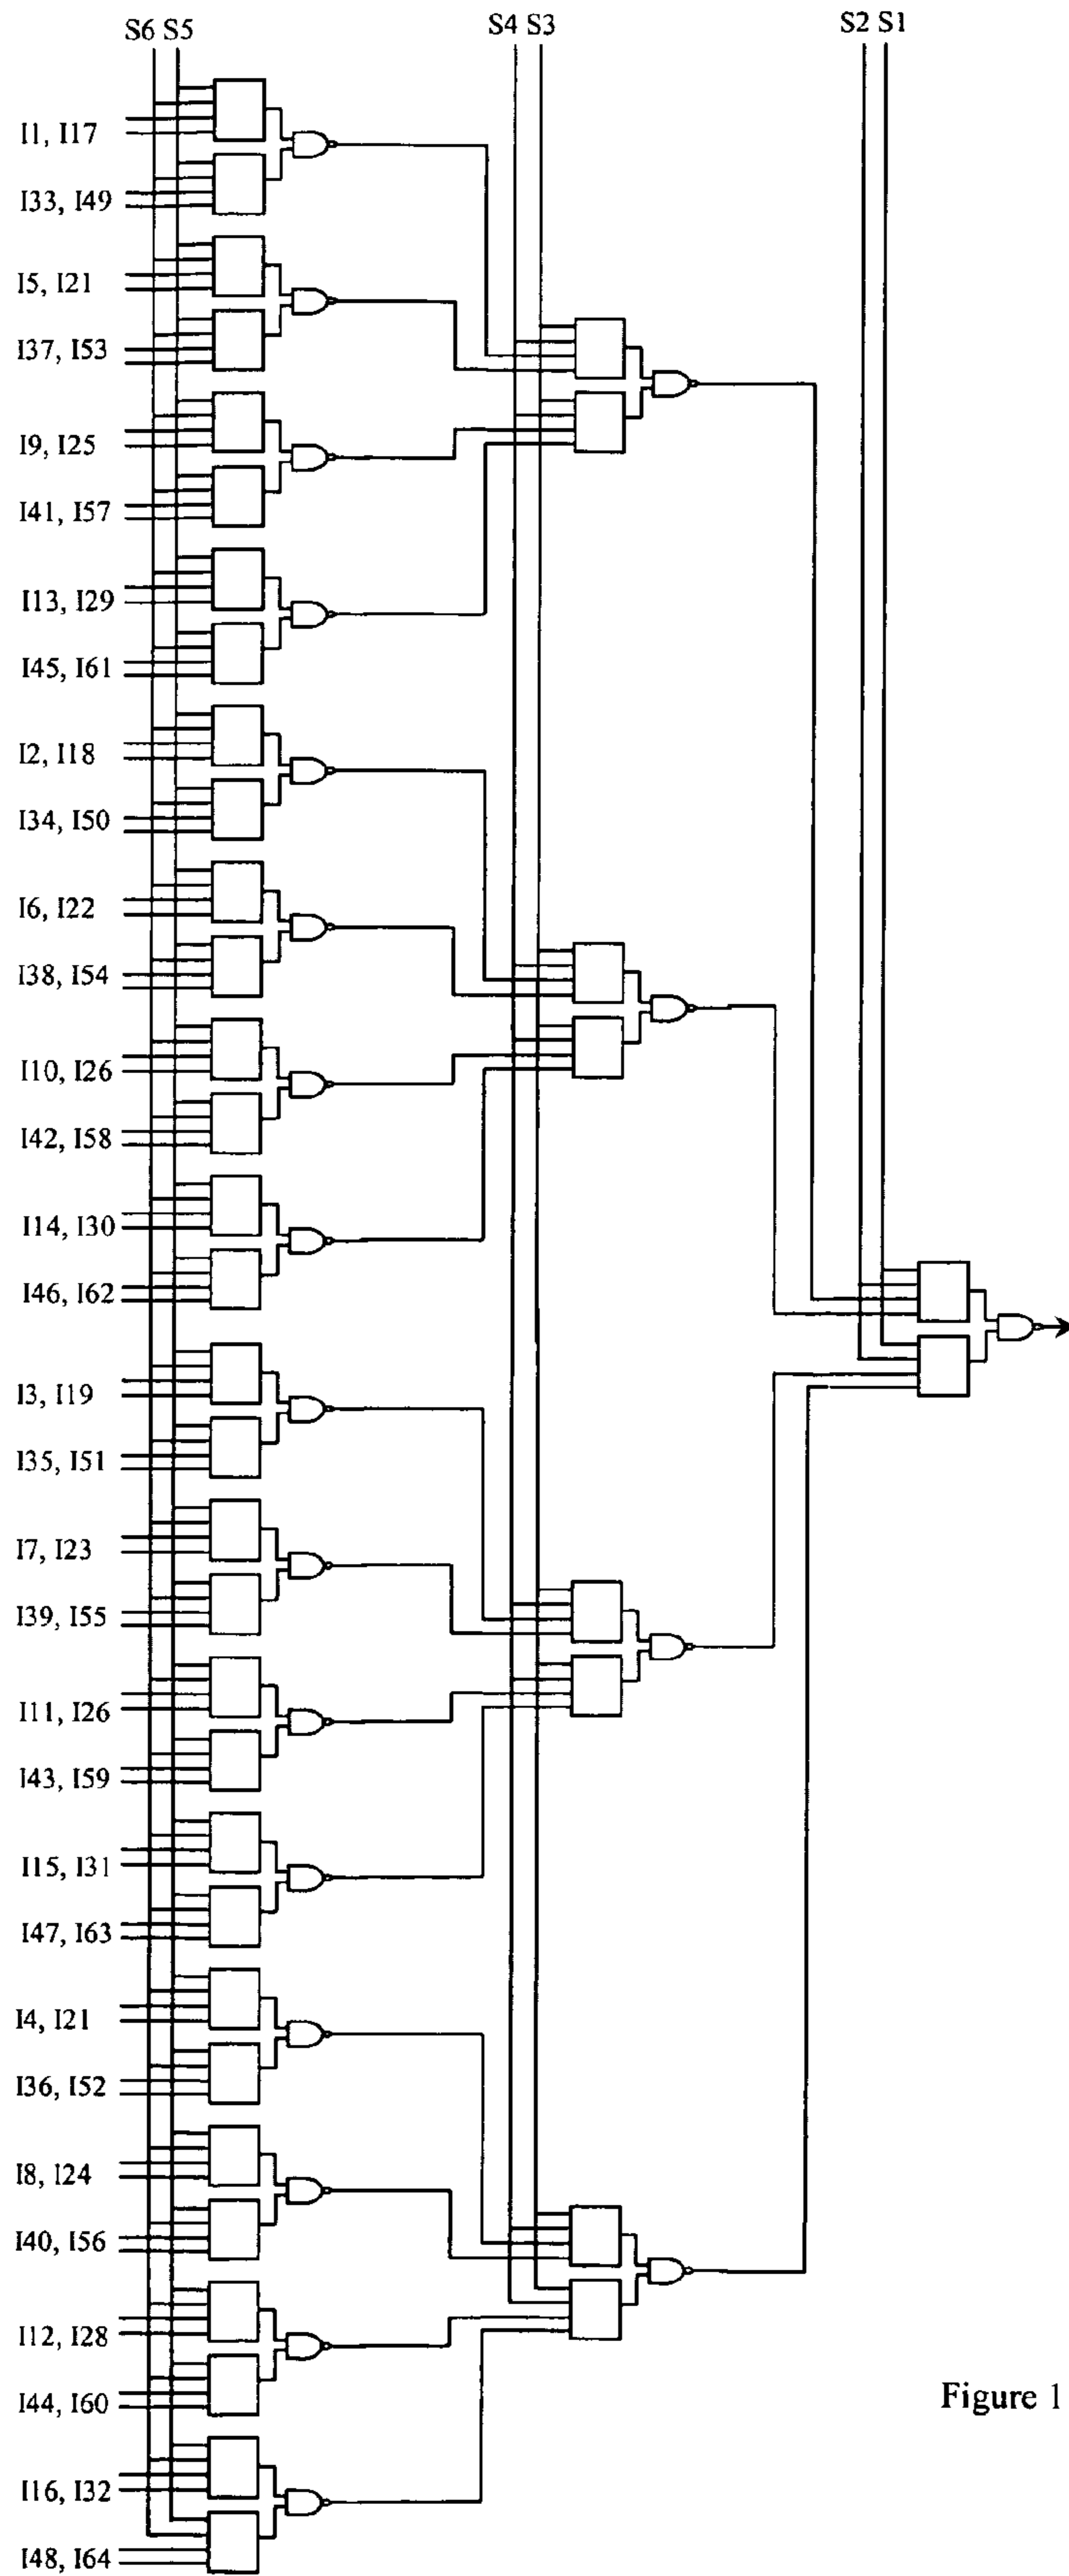 S6 S5
S4 S3
S2 S1
I1, I17
I33, I49
I5, I21
I37, I53
I9, I25
I41, I57
I13, I29
I45, I61
I2, I18
I34, I50
I6, I22
I38, I54
I10, I26
I42, I58
I14, I30
I46, I62
I3, I19
I35, I51
I7, I23
I39, I55
I11, I26
I43, I59
I15, I31
I47, I63
I4, I21
I36, I52
I8, I24
I40, I56
I12, I28
I44, I60
I16, I32
I48, I64
Figure 1